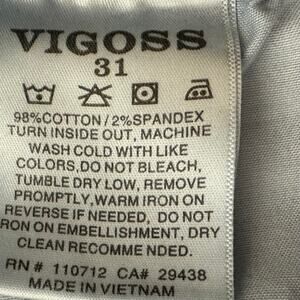 VIGOSS
31
98%COTTON/2%SPANDEX
TURN INSIDE OUT, MACHINE
WASH COLD WITH LIKE
COLORS,DO NOT BLEACH,
TUMBLE DRY LOW, REMOVE
PROMPTLY,WARM IRON ON
REVERSE IF NEEDED, DO NOT
IRON ON EMBELLISHMENT, DRY
CLEAN RECOMMENDED.
RN # 110712 CA# 29438
MADE IN VIETNAM